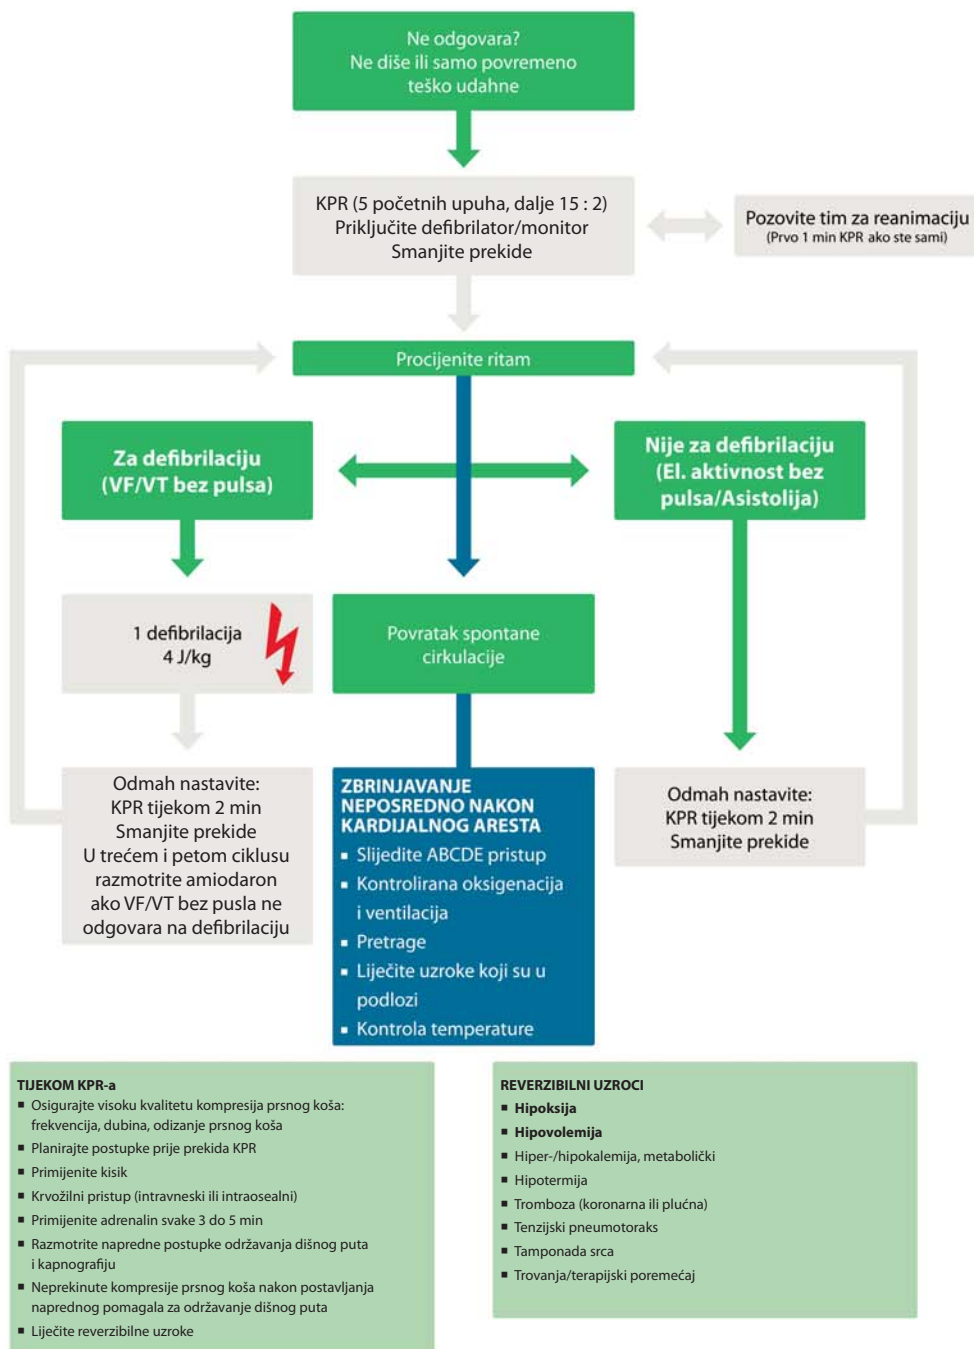 Ne odgovara?
Ne diše ili samo povremeno
teško udahne
KPR (5 početnih upuha, dalje 15 : 2)
Priključite defibrilator/monitor
Smanjite prekide
Pozovite tim za reanimaciju
(Prvo 1 min KPR ako ste sami)
Procijenite ritam
Za defibrilaciju
(VF/VT bez pulsa)
Nije za defibrilaciju
(El. aktivnost bez
pulsa/Asistolija)
1 defibrilacija
4 J/kg
Povratak spontane
cirkulacije
Odmah nastavite:
KPR tijekom 2 min
Smanjite prekide
U trećem i petom ciklusu
razmotrite amiodaron
ako VF/VT bez pusla ne
odgovara na defibrilaciju
ZBRINJAVANJE
NEPOSREDNO NAKON
KARDIJALNOG ARESTA
▪ Slijedite ABCDE pristup
▪ Kontrolirana oksigenacija
i ventilacija
▪ Pretrage
▪ Liječite uzroke koji su u
podlozi
▪ Kontrola temperature
Odmah nastavite:
KPR tijekom 2 min
Smanjite prekide
TIJEKOM KPR-a
▪ Osigurajte visoku kvalitetu kompresija prsnog koša:
frekvencija, dubina, odizanje prsnog koša
▪ Planirajte postupke prije prekida KPR
▪ Primijenite kisik
▪ Krvožilni pristup (intravneski ili intraosealni)
▪ Primijenite adrenalin svake 3 do 5 min
▪ Razmotrite napredne postupke održavanja dišnog puta
i kapnografiju
▪ Neprekinute kompresije prsnog koša nakon postavljanja
naprednog pomagala za održavanje dišnog puta
▪ Liječite reverzibilne uzroke
REVERZIBILNI UZROCI
▪ Hipoksija
▪ Hipovolemija
▪ Hiper-/hipokalemija, metabolički
▪ Hipotermija
▪ Tromboza (koronarna ili plućna)
▪ Tenzijski pneumotoraks
▪ Tamponada srca
▪ Trovanja/terapijski poremećaj